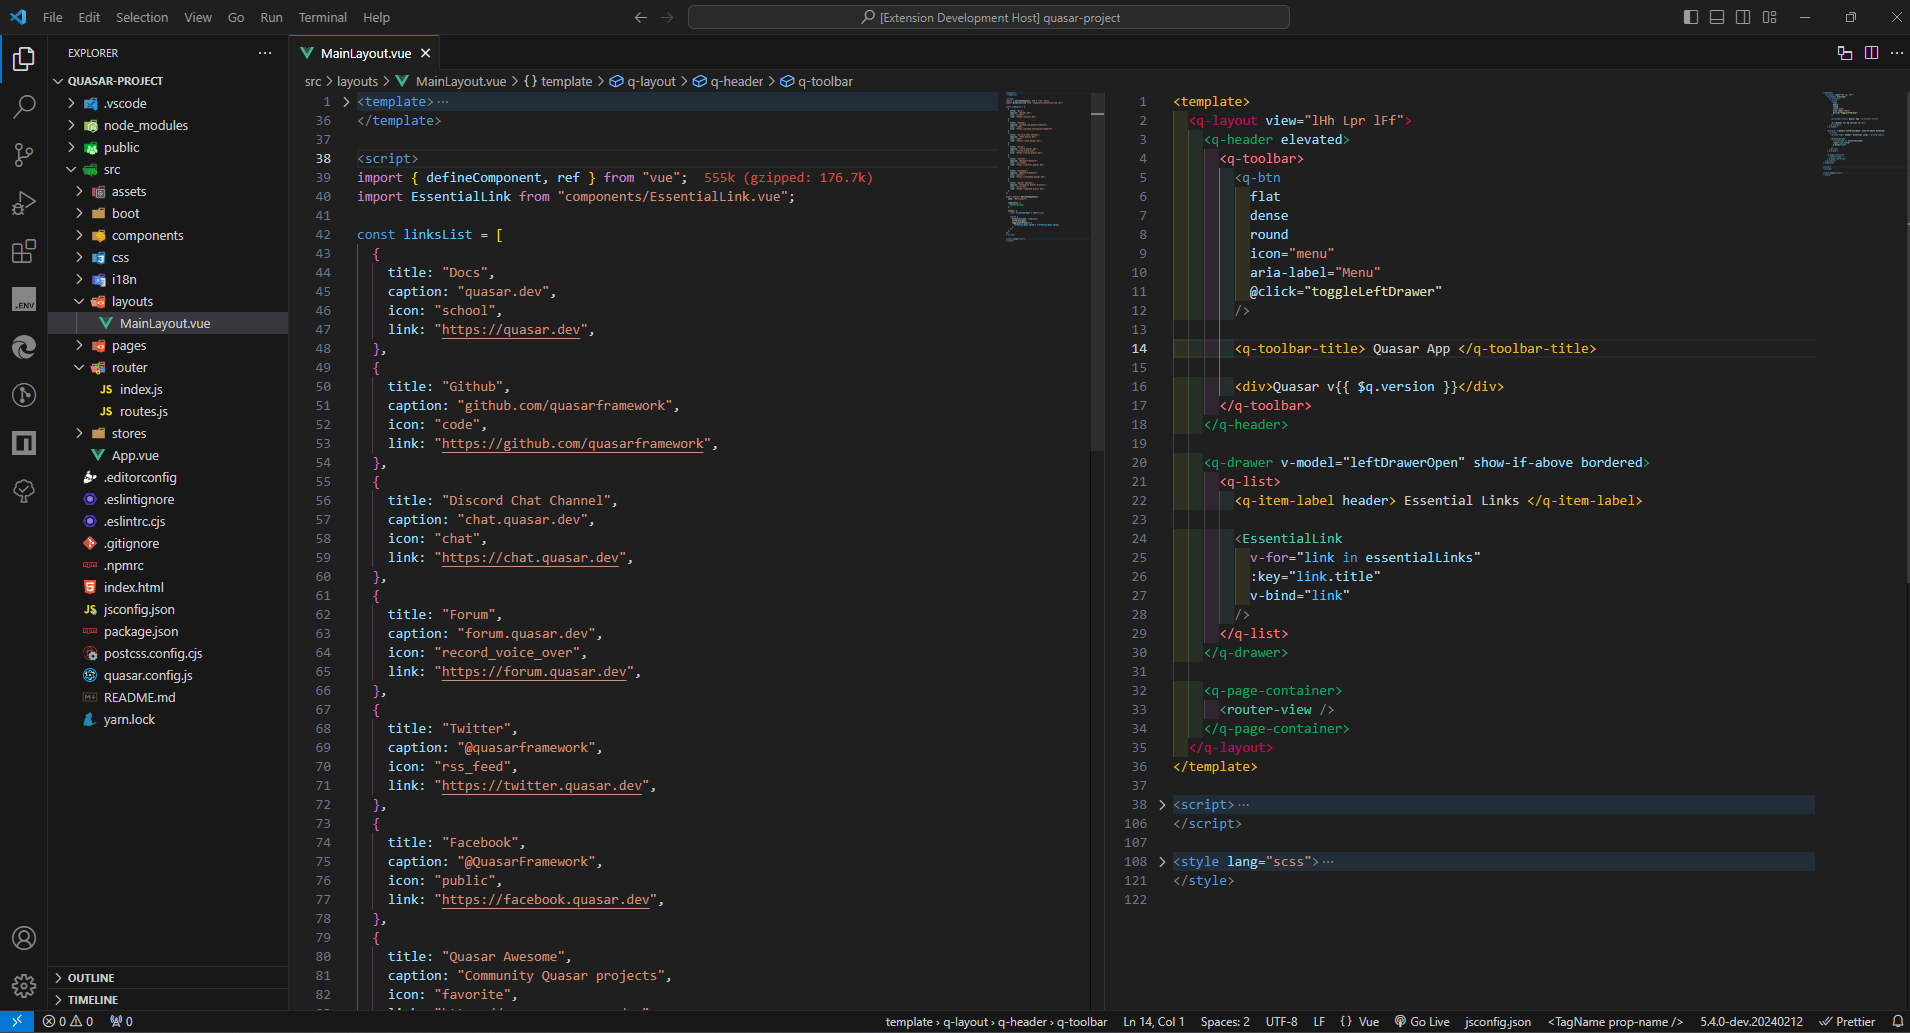 File Edit Selection View Go Run Terminal Help
[Extension Development Host] quasar-project
EXPLORER
QUASAR-PROJECT
.vscode
node_modules
public
src
assets
boot
components
css
i18n
layouts
MainLayout.vue
pages
router
JS index.js
JS routes.js
stores
App.vue
.editorconfig
.eslintignore
.eslintrc.cjs
.gitignore
.npmrc
index.html
JS jsconfig.json
package.json
postcss.config.cjs
quasar.config.js
README.md
yarn.lock
OUTLINE
TIMELINE
.ENV
MainLayout.vue
src > layouts > MainLayout.vue > {} template > q-layout > q-header > q-toolbar
1 <template>···
36 </template>
37
38 <script>
39 import { defineComponent, ref } from "vue"; 555k (gzipped: 176.7k)
40 import EssentialLink from "components/EssentialLink.vue";
41
42 const linksList = [
43 {
44 title: "Docs",
45 caption: "quasar.dev",
46 icon: "school",
47 link: "https://quasar.dev",
48 },
49 {
50 title: "Github",
51 caption: "github.com/quasarframework",
52 icon: "code",
53 link: "https://github.com/quasarframework",
54 },
55 {
56 title: "Discord Chat Channel",
57 caption: "chat.quasar.dev",
58 icon: "chat",
59 link: "https://chat.quasar.dev",
60 },
61 {
62 title: "Forum",
63 caption: "forum.quasar.dev",
64 icon: "record_voice_over",
65 link: "https://forum.quasar.dev",
66 },
67 {
68 title: "Twitter",
69 caption: "@quasarframework",
70 icon: "rss_feed",
71 link: "https://twitter.quasar.dev",
72 },
73 {
74 title: "Facebook",
75 caption: "@QuasarFramework",
76 icon: "public",
77 link: "https://facebook.quasar.dev",
78 },
79 {
80 title: "Quasar Awesome",
81 caption: "Community Quasar projects",
82 icon: "favorite",
1 <template>
2 <q-layout view="lHh Lpr lFf">
3 <q-header elevated>
4 <q-toolbar>
5 <q-btn
6 flat
7 dense
8 round
9 icon="menu"
10 aria-label="Menu"
11 @click="toggleLeftDrawer"
12 />
13
14 <q-toolbar-title> Quasar App </q-toolbar-title>
15
16 <div>Quasar v{{ $q.version }}</div>
17 </q-toolbar>
18 </q-header>
19
20 <q-drawer v-model="leftDrawerOpen" show-if-above bordered>
21 <q-list>
22 <q-item-label header> Essential Links </q-item-label>
23
24 <EssentialLink
25 v-for="link in essentialLinks"
26 :key="link.title"
27 v-bind="link"
28 />
29 </q-list>
30 </q-drawer>
31
32 <q-page-container>
33 <router-view />
34 </q-page-container>
35 </q-layout>
36 </template>
37
38 <script>···
106 </script>
107
108 <style lang="scss">···
121 </style>
122
0 0 0
template › q-layout › q-header › q-toolbar Ln 14, Col 1 Spaces: 2 UTF-8 LF {} Vue Go Live jsconfig.json <TagName prop-name /> 5.4.0-dev.20240212 Prettier